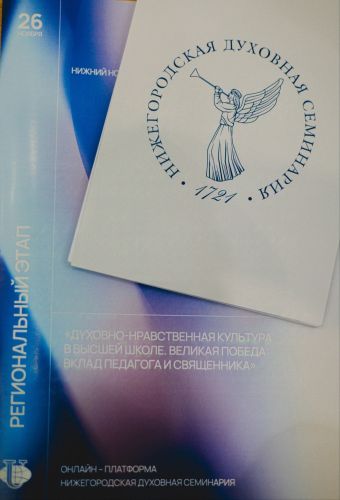 26
НОЯБРЯ
НИЖНИЙ
НИЖЕГОРОДСКАЯ ДУХОВНАЯ СЕМИНАРИЯ
· 1721 ·
РЕГИОНАЛЬНЫЙ ЭТАП
«ДУХОВНО-НРАВСТВЕННАЯ КУЛЬТУРА
В ВЫСШЕЙ ШКОЛЕ. ВЕЛИКАЯ ПОБЕДА:
ВКЛАД ПЕДАГОГА И СВЯЩЕННИКА»
ОНЛАЙН - ПЛАТФОРМА
НИЖЕГОРОДСКАЯ ДУХОВНАЯ СЕМИНАРИЯ